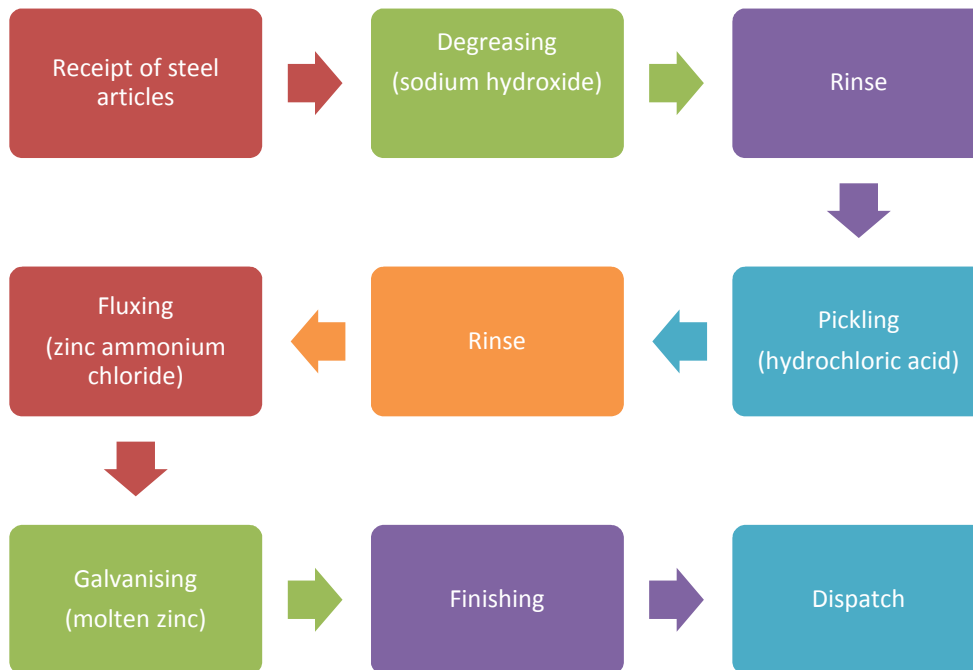 Receipt of steel
articles
Degreasing
(sodium hydroxide)
Rinse
Pickling
(hydrochloric acid)
Rinse
Fluxing
(zinc ammonium
chloride)
Galvanising
(molten zinc)
Finishing
Dispatch